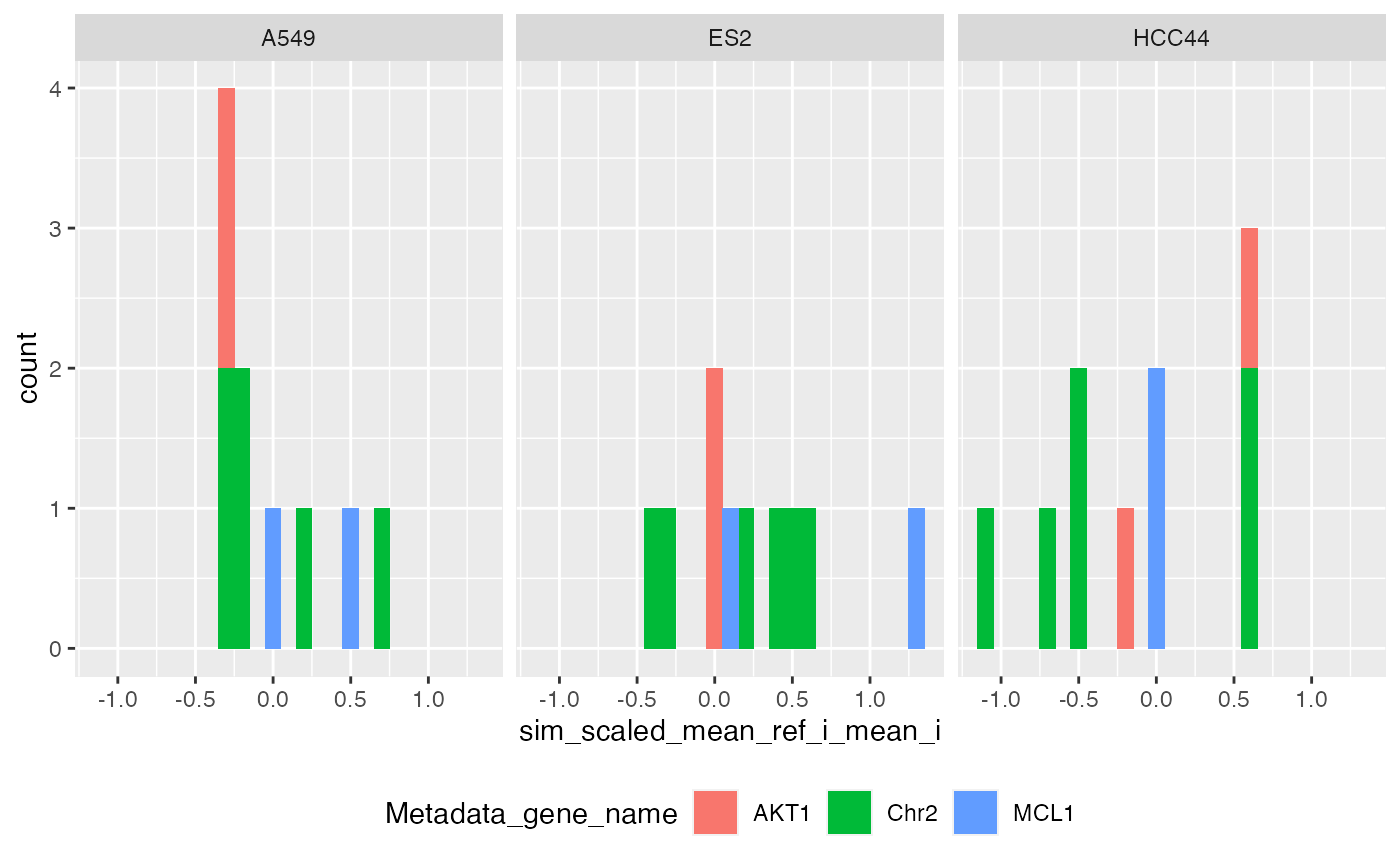 A549 ES2 HCC44
4
3
2
1
0
count
-1.0 -0.5 0.0 0.5 1.0 -1.0 -0.5 0.0 0.5 1.0 -1.0 -0.5 0.0 0.5 1.0
sim_scaled_mean_ref_i_mean_i
Metadata_gene_name AKT1 Chr2 MCL1